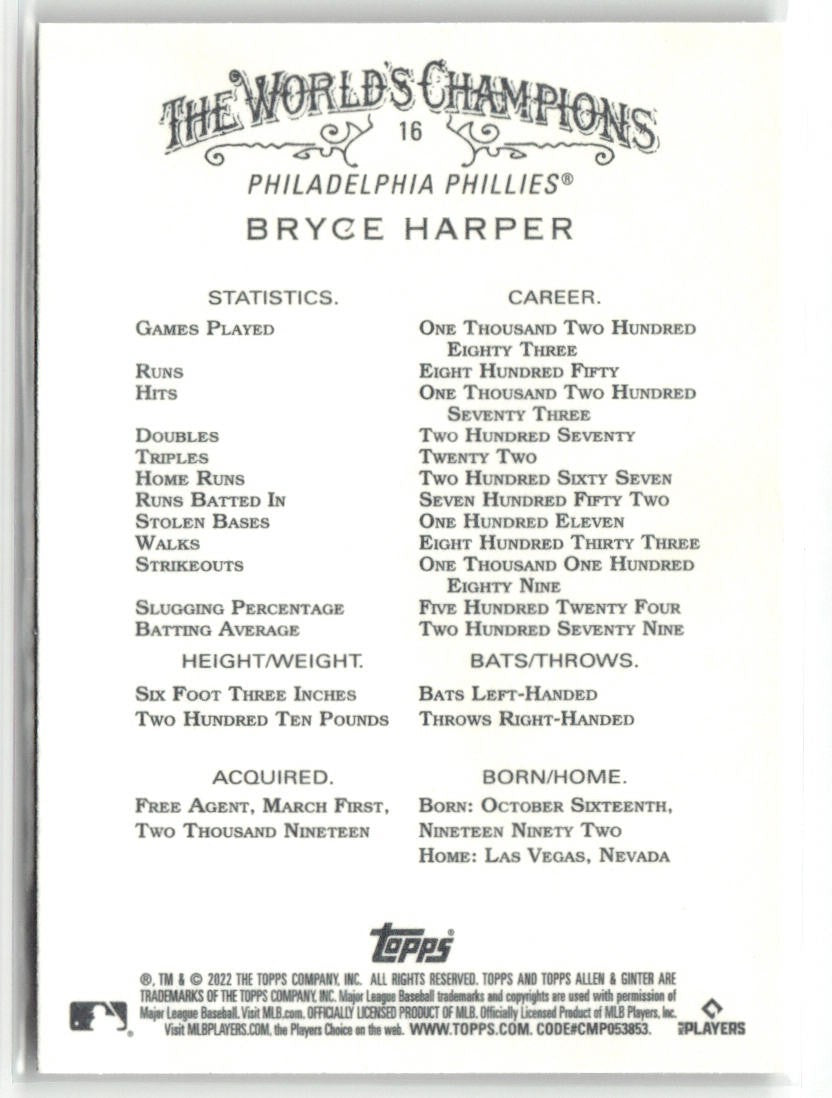 THE WORLD'S CHAMPIONS
16
PHILADELPHIA PHILLIES®
BRYCE HARPER
STATISTICS. CAREER.
GAMES PLAYED ONE THOUSAND TWO HUNDRED
EIGHTY THREE
RUNS EIGHT HUNDRED FIFTY
HITS ONE THOUSAND TWO HUNDRED
SEVENTY THREE
DOUBLES TWO HUNDRED SEVENTY
TRIPLES TWENTY TWO
HOME RUNS TWO HUNDRED SIXTY SEVEN
RUNS BATTED IN SEVEN HUNDRED FIFTY TWO
STOLEN BASES ONE HUNDRED ELEVEN
WALKS EIGHT HUNDRED THIRTY THREE
STRIKEOUTS ONE THOUSAND ONE HUNDRED
EIGHTY NINE
SLUGGING PERCENTAGE FIVE HUNDRED TWENTY FOUR
BATTING AVERAGE TWO HUNDRED SEVENTY NINE
HEIGHT/WEIGHT. BATS/THROWS.
SIX FOOT THREE INCHES BATS LEFT-HANDED
TWO HUNDRED TEN POUNDS THROWS RIGHT-HANDED
ACQUIRED. BORN/HOME.
FREE AGENT, MARCH FIRST, BORN: OCTOBER SIXTEENTH,
TWO THOUSAND NINETEEN NINETEEN NINETY TWO
HOME: LAS VEGAS, NEVADA
topps®
®, TM & © 2022 THE TOPPS COMPANY, INC. ALL RIGHTS RESERVED. TOPPS AND TOPPS ALLEN & GINTER ARE
TRADEMARKS OF THE TOPPS COMPANY, INC. Major League Baseball trademarks and copyrights are used with permission of
Major League Baseball. Visit MLB.com. OFFICIALLY LICENSED PRODUCT OF MLB. Officially Licensed Product of MLB Players, Inc.
Visit MLBPLAYERS.COM, the Players Choice on the web. WWW.TOPPS.COM. CODE#CMP053853.
MLBPLAYERS